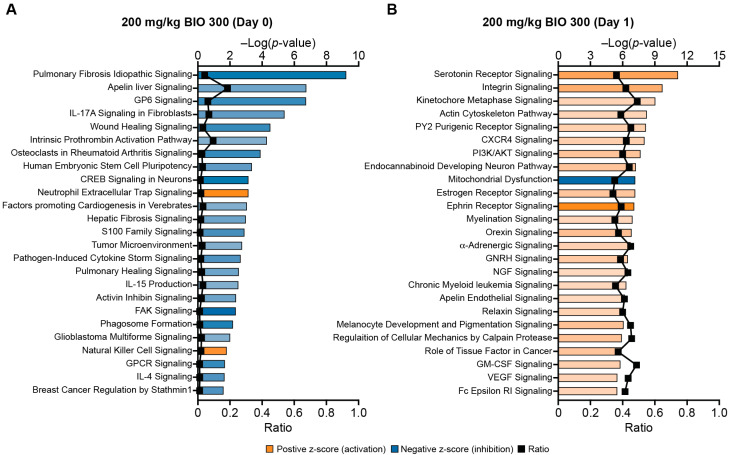 A
200 mg/kg BIO 300 (Day 0)
–Log(p-value)
0 2 4 6 8 10
Pulmonary Fibrosis Idiopathic Signaling
Apelin liver Signaling
GP6 Signaling
IL-17A Signaling in Fibroblasts
Wound Healing Signaling
Intrinsic Prothrombin Activation Pathway
Osteoclasts in Rheumatoid Arthritis Signaling
Human Embryonic Stem Cell Pluripotency
CREB Signaling in Neurons
Neutrophil Extracellular Trap Signaling
Factors promoting Cardiogenesis in Verebrates
Hepatic Fibrosis Signaling
S100 Family Signaling
Tumor Microenvironment
Pathogen-Induced Cytokine Storm Signaling
Pulmonary Healing Signaling
IL-15 Production
Activin Inhibin Signaling
FAK Signaling
Phagosome Formation
Glioblastoma Multiforme Signaling
Natural Killer Cell Signaling
GPCR Signaling
IL-4 Signaling
Breast Cancer Regulation by Stathmin1
0 0.2 0.4 0.6 0.8 1.0
Ratio
B
200 mg/kg BIO 300 (Day 1)
–Log(p-value)
0 3 6 9 12 15
Serotonin Receptor Signaling
Integrin Signaling
Kinetochore Metaphase Signaling
Actin Cytoskeleton Pathway
PY2 Purigenic Receptor Signaling
CXCR4 Signaling
PI3K/AKT Signaling
Endocannabinoid Developing Neuron Pathway
Mitochondrial Dysfunction
Estrogen Receptor Signaling
Ephrin Receptor Signaling
Myelination Signaling
Orexin Signaling
α-Adrenergic Signaling
GNRH Signaling
NGF Signaling
Chronic Myeloid leukemia Signaling
Apelin Endothelial Signaling
Relaxin Signaling
Melanocyte Development and Pigmentation Signaling
Regulaition of Cellular Mechanics by Calpain Protease
Role of Tissue Factor in Cancer
GM-CSF Signaling
VEGF Signaling
Fc Epsilon RI Signaling
0 0.2 0.4 0.6 0.8 1.0
Ratio
Postive z-score (activation) Negative z-score (inhibition) Ratio